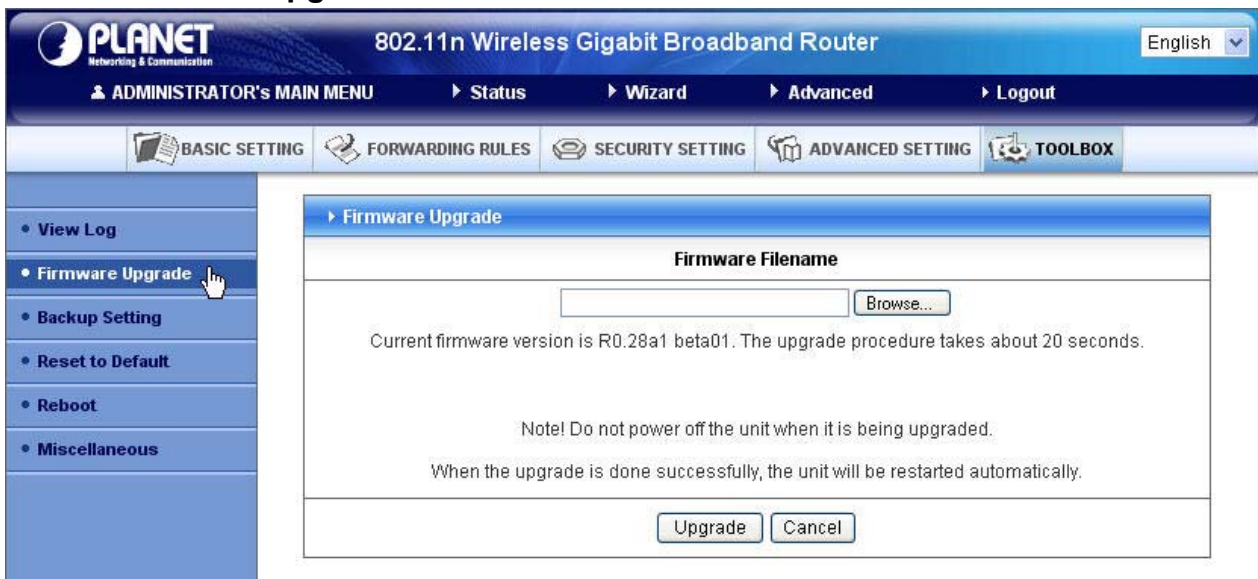 PLANET
Networking & Communication
802.11n Wireless Gigabit Broadband Router
English
ADMINISTRATOR's MAIN MENU
Status
Wizard
Advanced
Logout
BASIC SETTING
FORWARDING RULES
SECURITY SETTING
ADVANCED SETTING
TOOLBOX
View Log
Firmware Upgrade
Backup Setting
Reset to Default
Reboot
Miscellaneous
Firmware Upgrade
Firmware Filename
Browse...
Current firmware version is R0.28a1 beta01. The upgrade procedure takes about 20 seconds.
Note! Do not power off the unit when it is being upgraded.
When the upgrade is done successfully, the unit will be restarted automatically.
Upgrade
Cancel